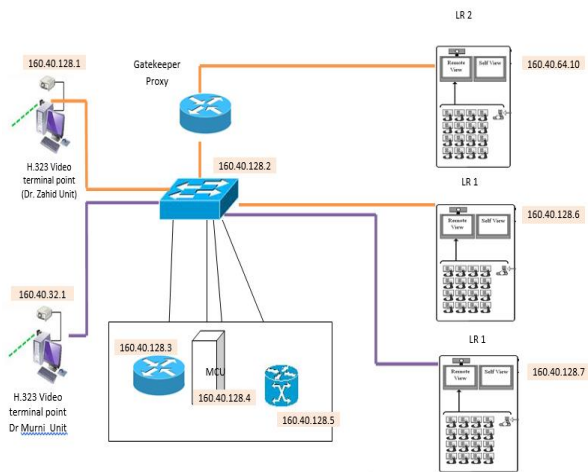 LR 2
160.40.128.1
Gatekeeper
Proxy
Remote
View
Self View
160.40.64.10
H.323 Video
terminal point
(Dr. Zahid Unit)
160.40.128.2
LR 1
Remote
View
Self View
160.40.128.6
160.40.32.1
LR 1
160.40.128.3
MCU
160.40.128.4
160.40.128.5
Remote
View
Self View
160.40.128.7
H.323 Video
terminal point
Dr Murni Unit